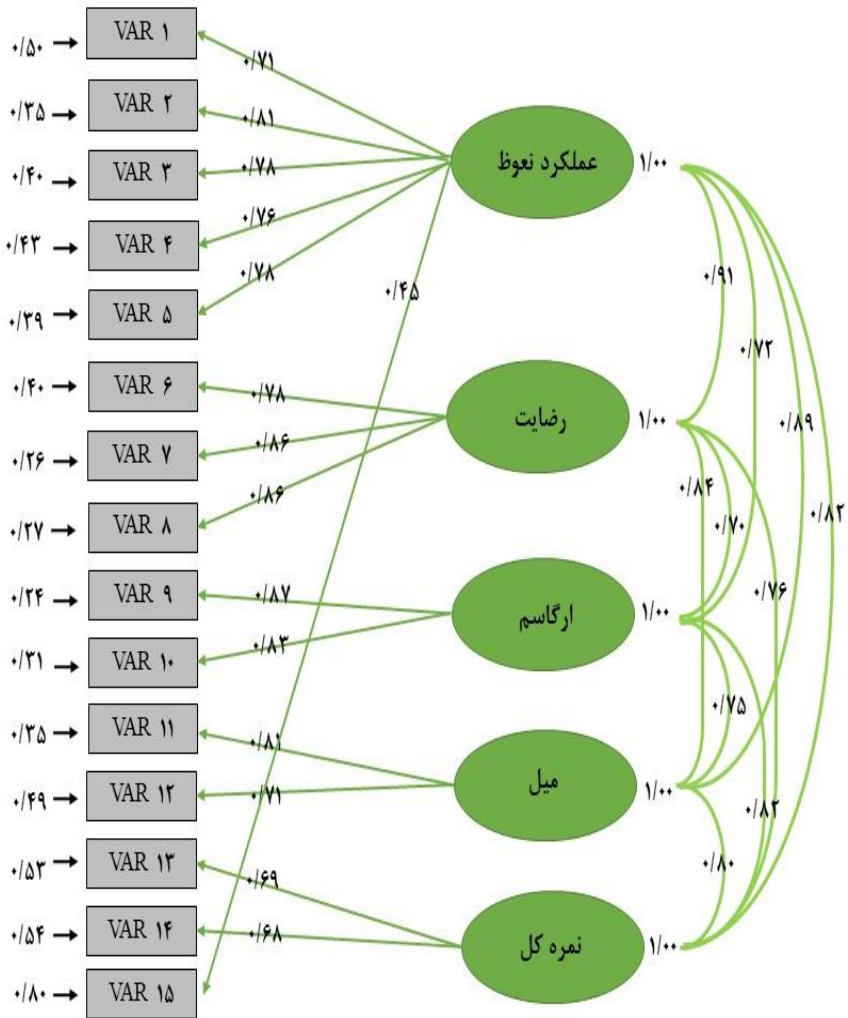 ۰/۵۰ → VAR ۱
۰/۳۵ → VAR ۲
۰/۴۰ → VAR ۳
۰/۴۳ → VAR ۴
۰/۳۹ → VAR ۵
۰/۴۰ → VAR ۶
۰/۲۶ → VAR ۷
۰/۲۷ → VAR ۸
۰/۲۴ → VAR ۹
۰/۳۱ → VAR ۱۰
۰/۳۵ → VAR ۱۱
۰/۴۹ → VAR ۱۲
۰/۵۳ → VAR ۱۳
۰/۵۴ → VAR ۱۴
۰/۸۰ → VAR ۱۵
۰/۷۱
۰/۸۱
۰/۷۸
۰/۷۶
۰/۷۸
۰/۴۵
۰/۷۸
۰/۸۶
۰/۸۶
۰/۸۷
۰/۸۳
۰/۸۱
۰/۷۱
۰/۶۹
۰/۶۸
عملکرد نعوظ
۱/۰۰
رضایت
۱/۰۰
ارگاسم
۱/۰۰
میل
۱/۰۰
نمره کل
۱/۰۰
۰/۹۱
۰/۷۲
۰/۸۹
۰/۸۲
۰/۸۴
۰/۷۰
۰/۷۶
۰/۷۵
۰/۸۲
۰/۸۰